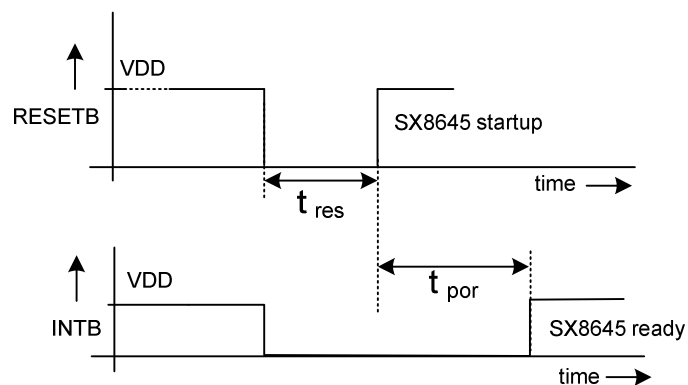 VDD
RESETB
SX8645 startup
time
t res
VDD
t por
INTB
SX8645 ready
time